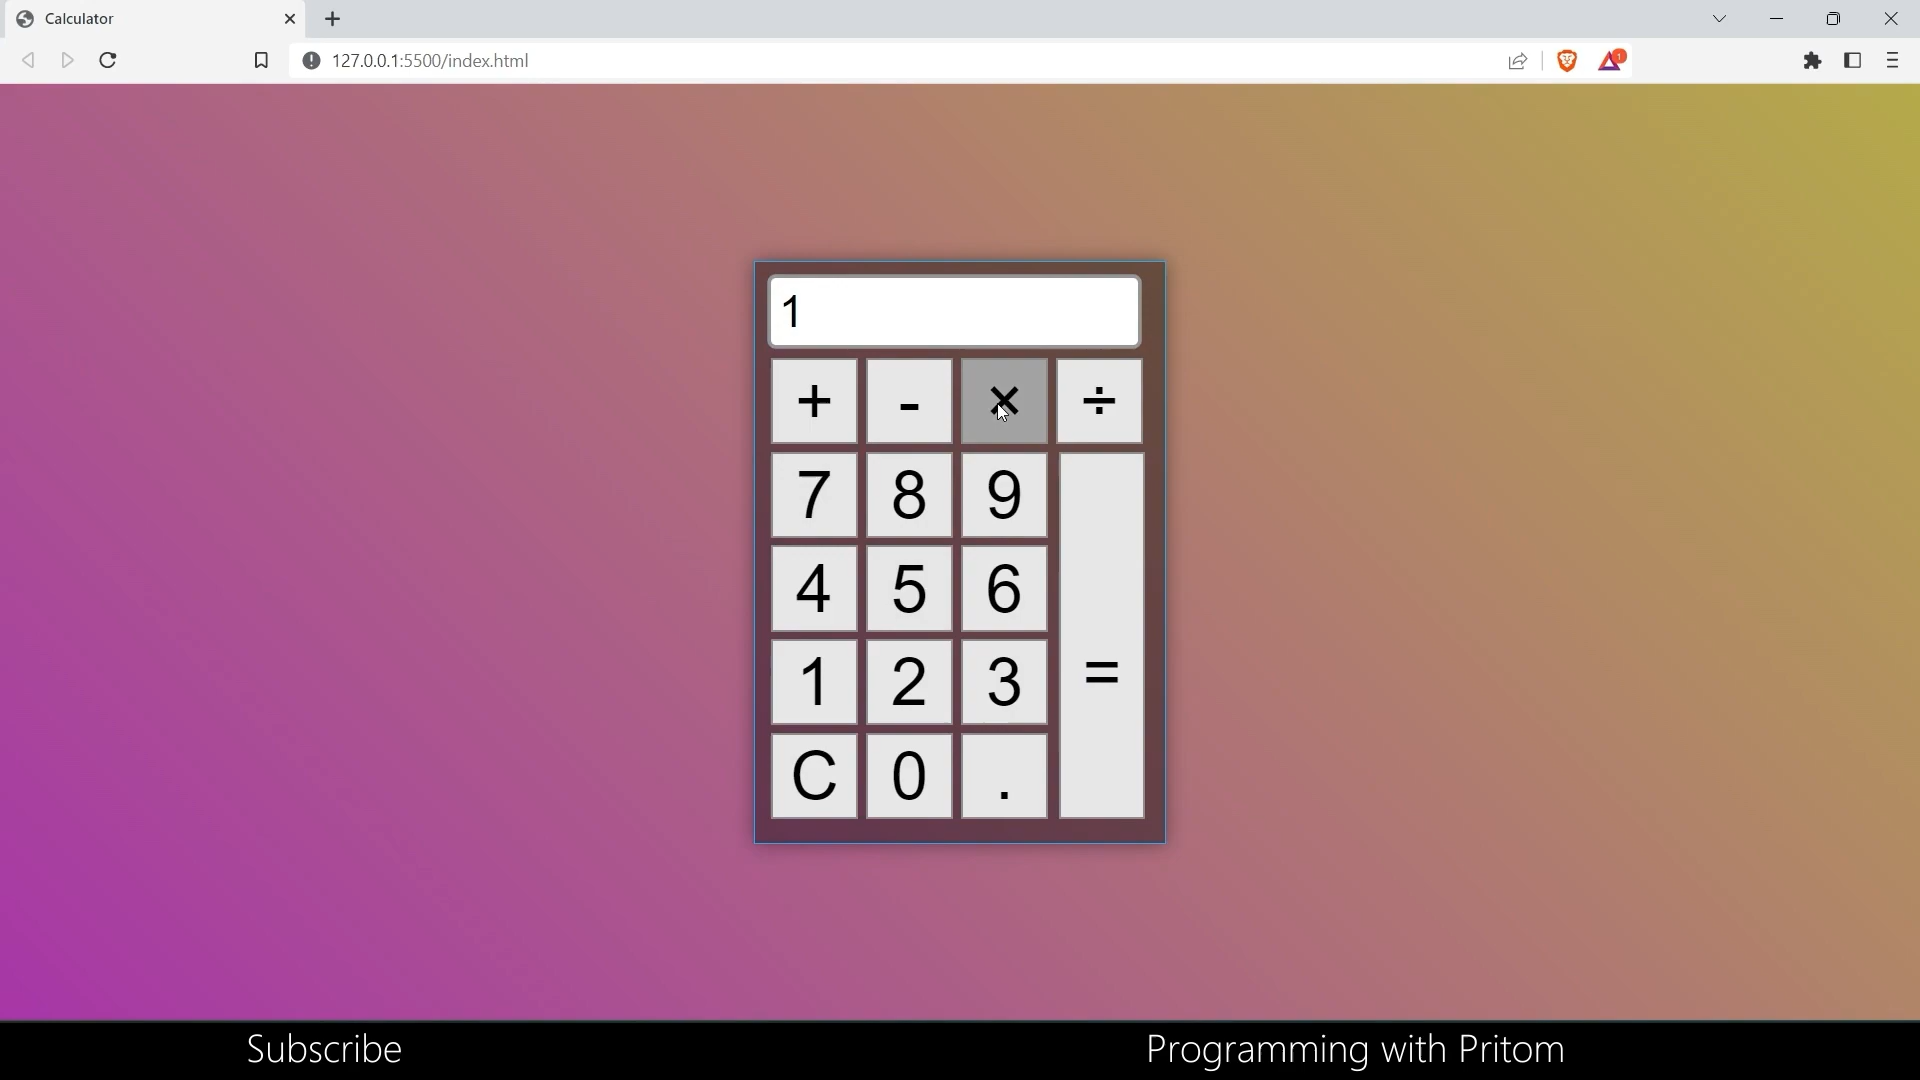 Calculator
127.0.0.1:5500/index.html
1
1
+ - × ÷
7 8 9
4 5 6
1 2 3 =
C 0 .
Subscribe Programming with Pritom